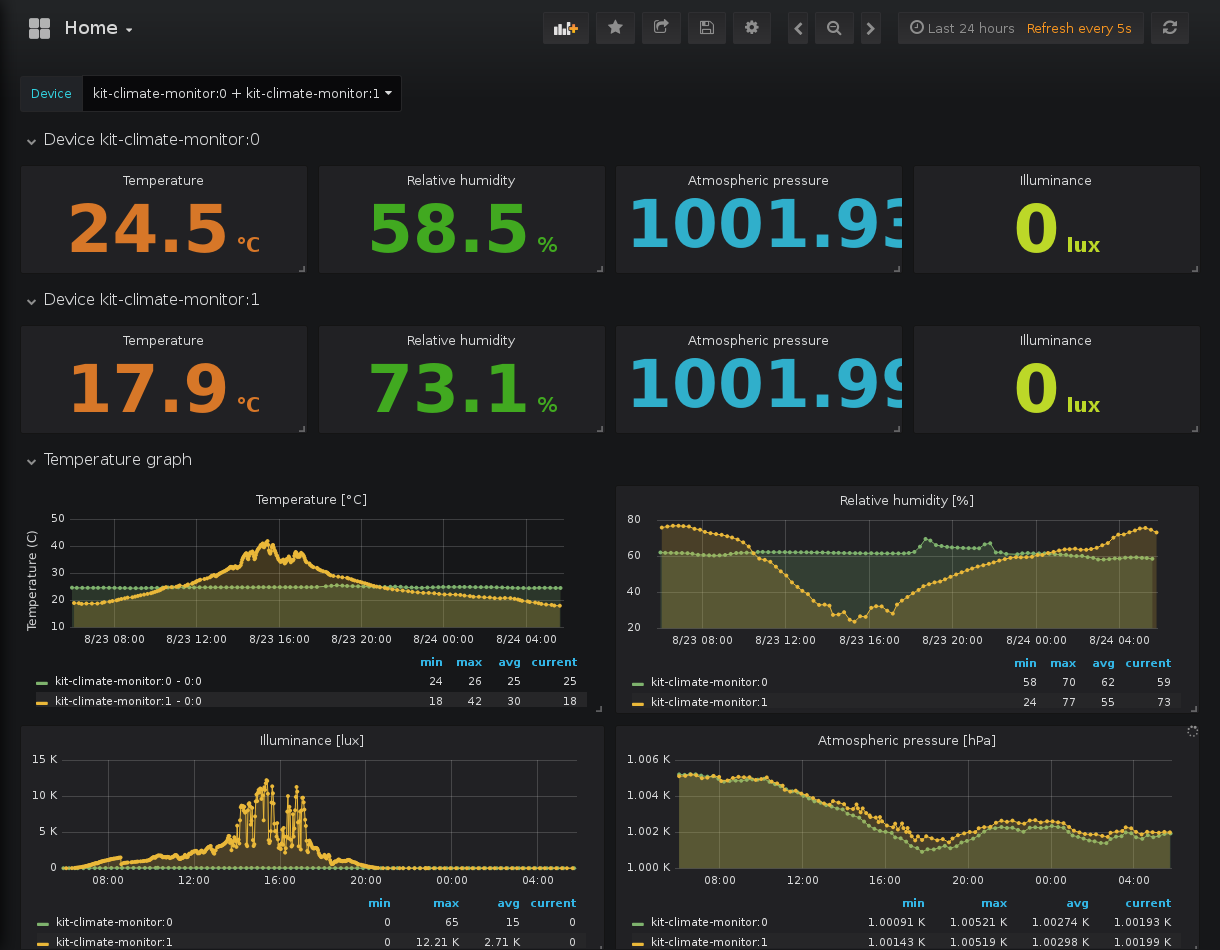 Home
Last 24 hours Refresh every 5s
Device kit-climate-monitor:0 + kit-climate-monitor:1
Device kit-climate-monitor:0
Temperature Relative humidity Atmospheric pressure Illuminance
24.5 °C 58.5 % 1001.93 0 lux
Device kit-climate-monitor:1
Temperature Relative humidity Atmospheric pressure Illuminance
17.9 °C 73.1 % 1001.99 0 lux
Temperature graph
Temperature [°C]
Temperature (C)
50
40
30
20
10
8/23 08:00 8/23 12:00 8/23 16:00 8/23 20:00 8/24 00:00 8/24 04:00
min max avg current
kit-climate-monitor:0 - 0:0 24 26 25 25
kit-climate-monitor:1 - 0:0 18 42 30 18
Relative humidity [%]
80
60
40
20
8/23 08:00 8/23 12:00 8/23 16:00 8/23 20:00 8/24 00:00 8/24 04:00
min max avg current
kit-climate-monitor:0 58 70 62 59
kit-climate-monitor:1 24 77 55 73
Illuminance [lux]
15 K
10 K
5 K
0
08:00 12:00 16:00 20:00 00:00 04:00
min max avg current
kit-climate-monitor:0 0 65 15 0
kit-climate-monitor:1 0 12.21 K 2.71 K 0
Atmospheric pressure [hPa]
1.006 K
1.004 K
1.002 K
1.000 K
08:00 12:00 16:00 20:00 00:00 04:00
min max avg current
kit-climate-monitor:0 1.00091 K 1.00521 K 1.00274 K 1.00193 K
kit-climate-monitor:1 1.00143 K 1.00519 K 1.00298 K 1.00199 K